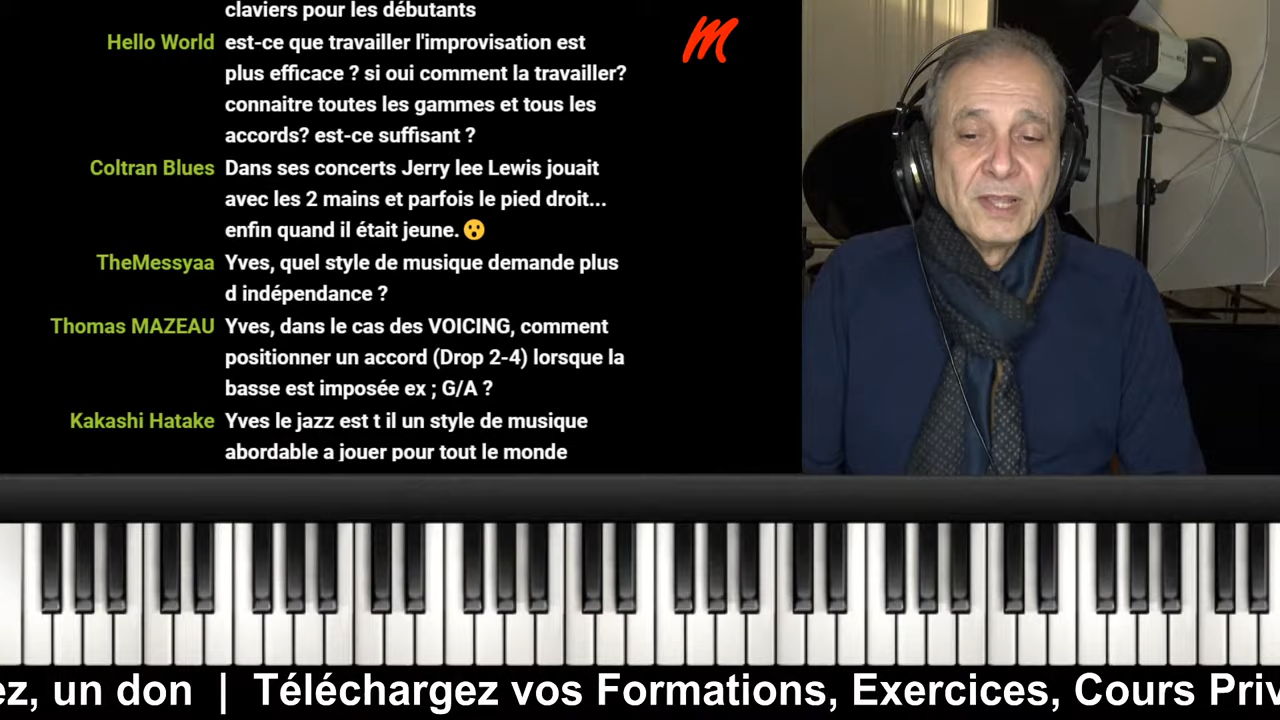 claviers pour les débutants
Hello World est-ce que travailler l'improvisation est
plus efficace ? si oui comment la travailler?
connaitre toutes les gammes et tous les
accords? est-ce suffisant ?
Coltran Blues Dans ses concerts Jerry lee Lewis jouait
avec les 2 mains et parfois le pied droit...
enfin quand il était jeune.😮
TheMessyaa Yves, quel style de musique demande plus
d indépendance ?
Thomas MAZEAU Yves, dans le cas des VOICING, comment
positionner un accord (Drop 2-4) lorsque la
basse est imposée ex ; G/A ?
Kakashi Hatake Yves le jazz est t il un style de musique
abordable a jouer pour tout le monde
m
ez, un don | Téléchargez vos Formations, Exercices, Cours Priv